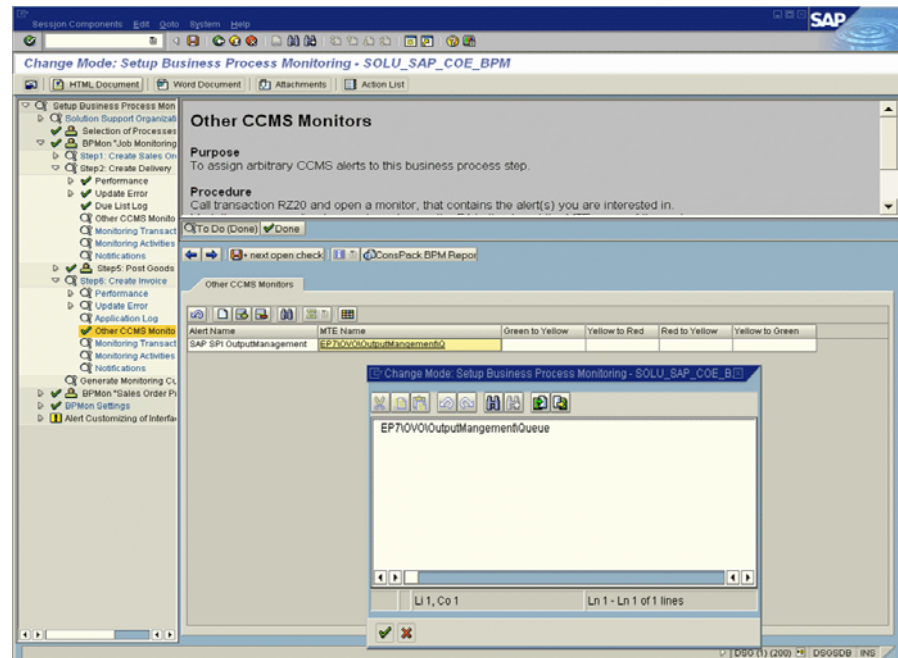 Session Components Edit Goto System Help
SAP
Change Mode: Setup Business Process Monitoring - SOLU_SAP_COE_BPM
HTML Document Word Document Attachments Action List
Setup Business Process Mon
Solution Support Organizati
Selection of Processes
BPMon "Job Monitoring
Step1: Create Sales Or
Step2: Create Delivery
Performance
Update Error
Due List Log
Other CCMS Monito
Monitoring Transact
Monitoring Activities
Notifications
Step5: Post Goods
Step6: Create Invoice
Performance
Update Error
Application Log
Other CCMS Monito
Monitoring Transact
Monitoring Activities
Notifications
Generate Monitoring Cu
BPMon "Sales Order Pr
BPMon Settings
Alert Customizing of Interfa
Other CCMS Monitors
Purpose
To assign arbitrary CCMS alerts to this business process step.
Procedure
Call transaction RZ20 and open a monitor, that contains the alert(s) you are interested in.
To Do (Done) Done
+ next open check ConsPack BPM Repor
Other CCMS Monitors
Alert Name MTE Name Green to Yellow Yellow to Red Red to Yellow Yellow to Green
SAP SPI OutputManagement EP7\OVO\OutputMangement\Q
Change Mode: Setup Business Process Monitoring - SOLU_SAP_COE_B
EP7\OVO\OutputMangement\Queue
Li 1, Co 1 Ln 1 - Ln 1 of 1 lines
DSO (1) (200) DSOSDB INS